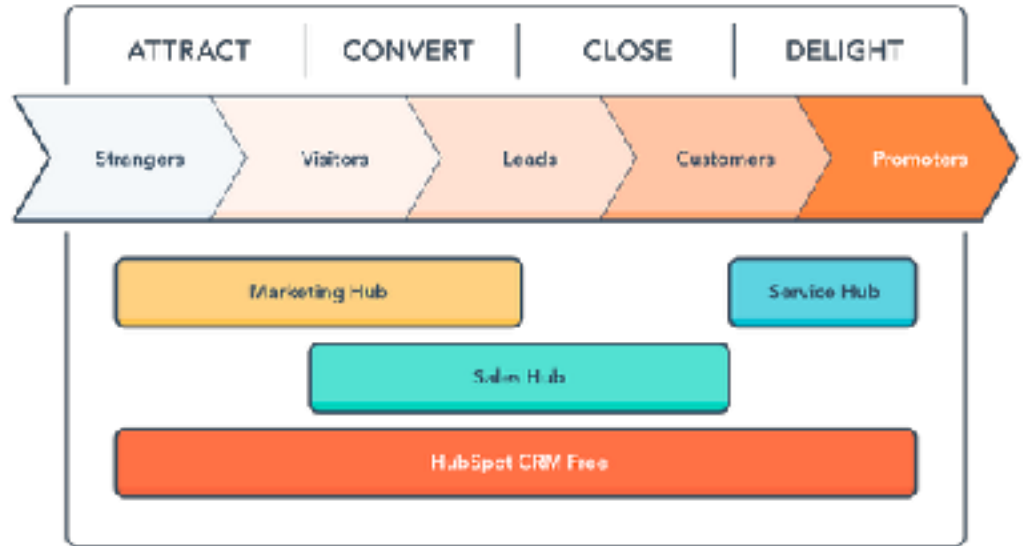 ATTRACT CONVERT CLOSE DELIGHT
Strangers Visitors Leads Customers Promoters
Marketing Hub Service Hub
Sales Hub
HubSpot CRM Free